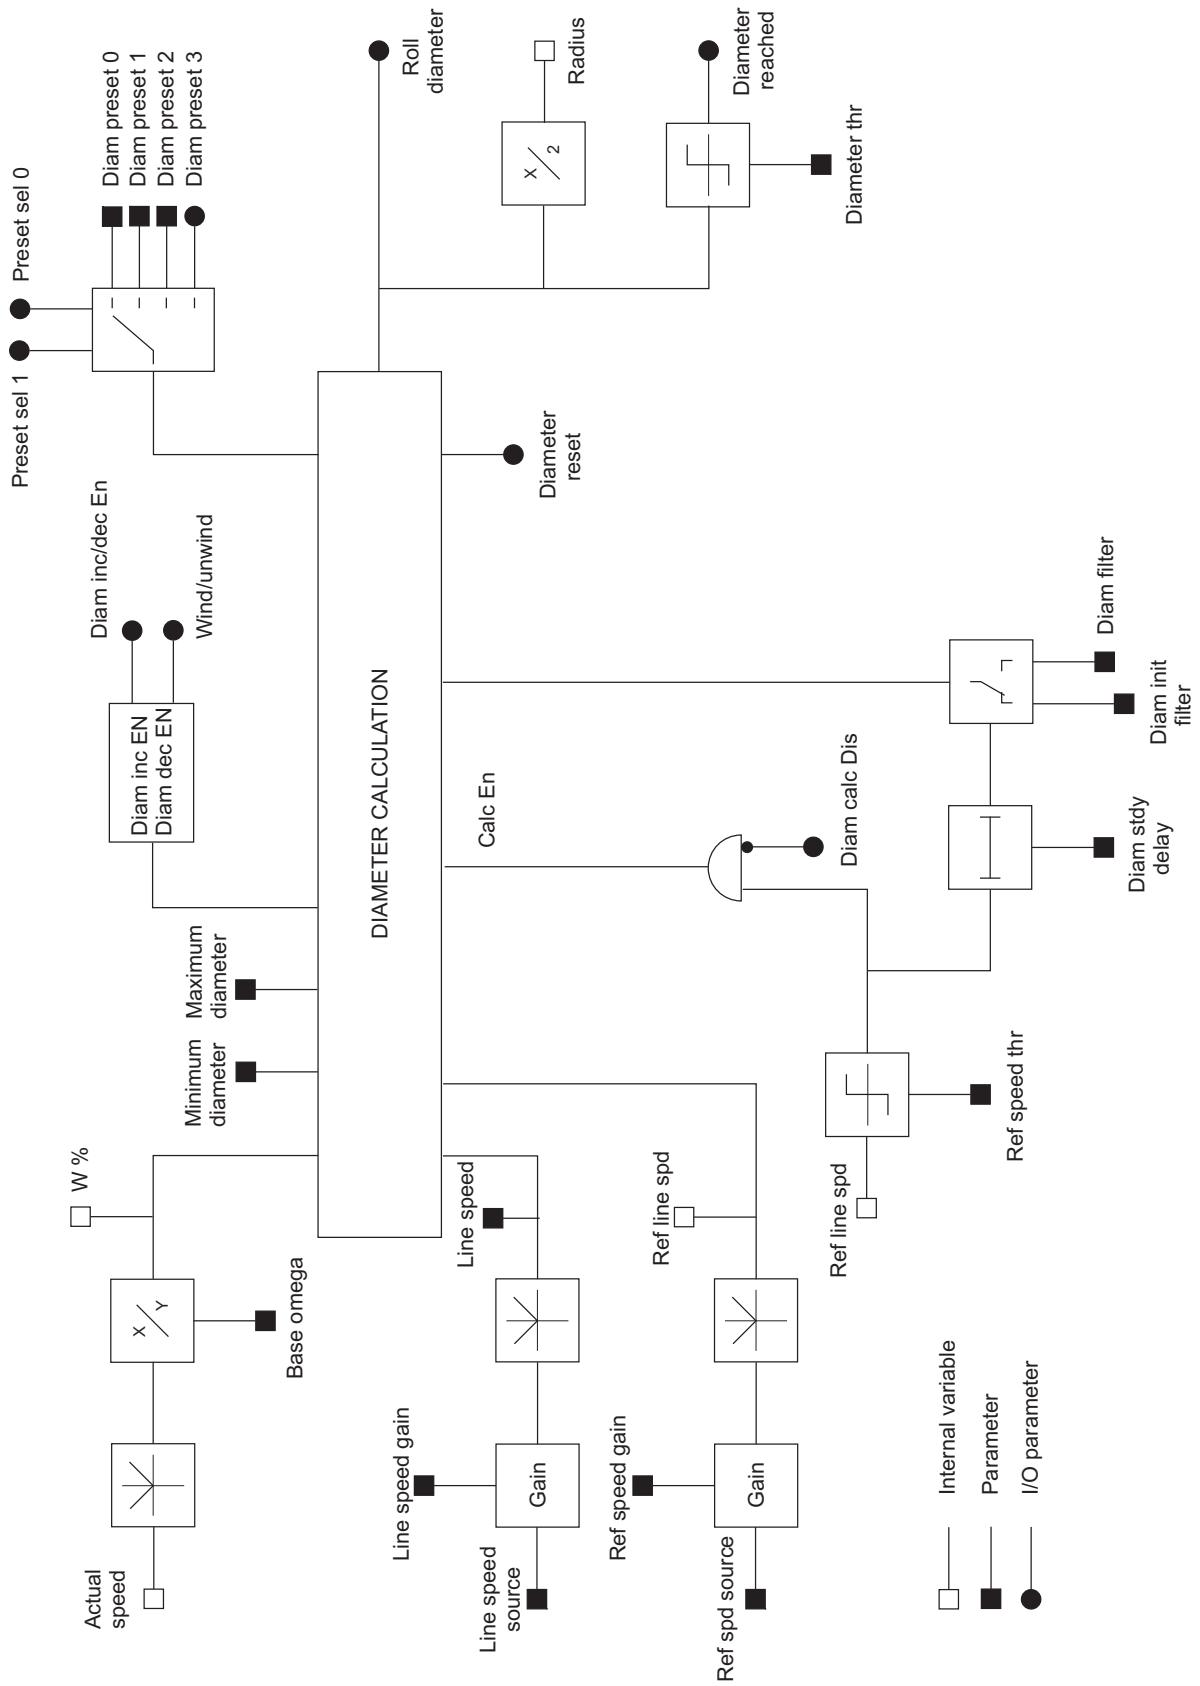 Actual
speed
W %
X
Y
Base omega
Minimum
diameter
Maximum
diameter
Diam inc EN
Diam dec EN
Diam inc/dec En
Wind/unwind
Preset sel 1
Preset sel 0
Diam preset 0
Diam preset 1
Diam preset 2
Diam preset 3
DIAMETER CALCULATION
Roll
diameter
X
2
Radius
Diameter
reached
Diameter thr
Diameter
reset
Line speed gain
Line speed
source
Gain
Line speed
Ref speed gain
Ref spd source
Gain
Ref line spd
Calc En
Diam calc Dis
Ref line spd
Ref speed thr
Diam stdy
delay
Diam init
filter
Diam filter
Internal variable
Parameter
I/O parameter